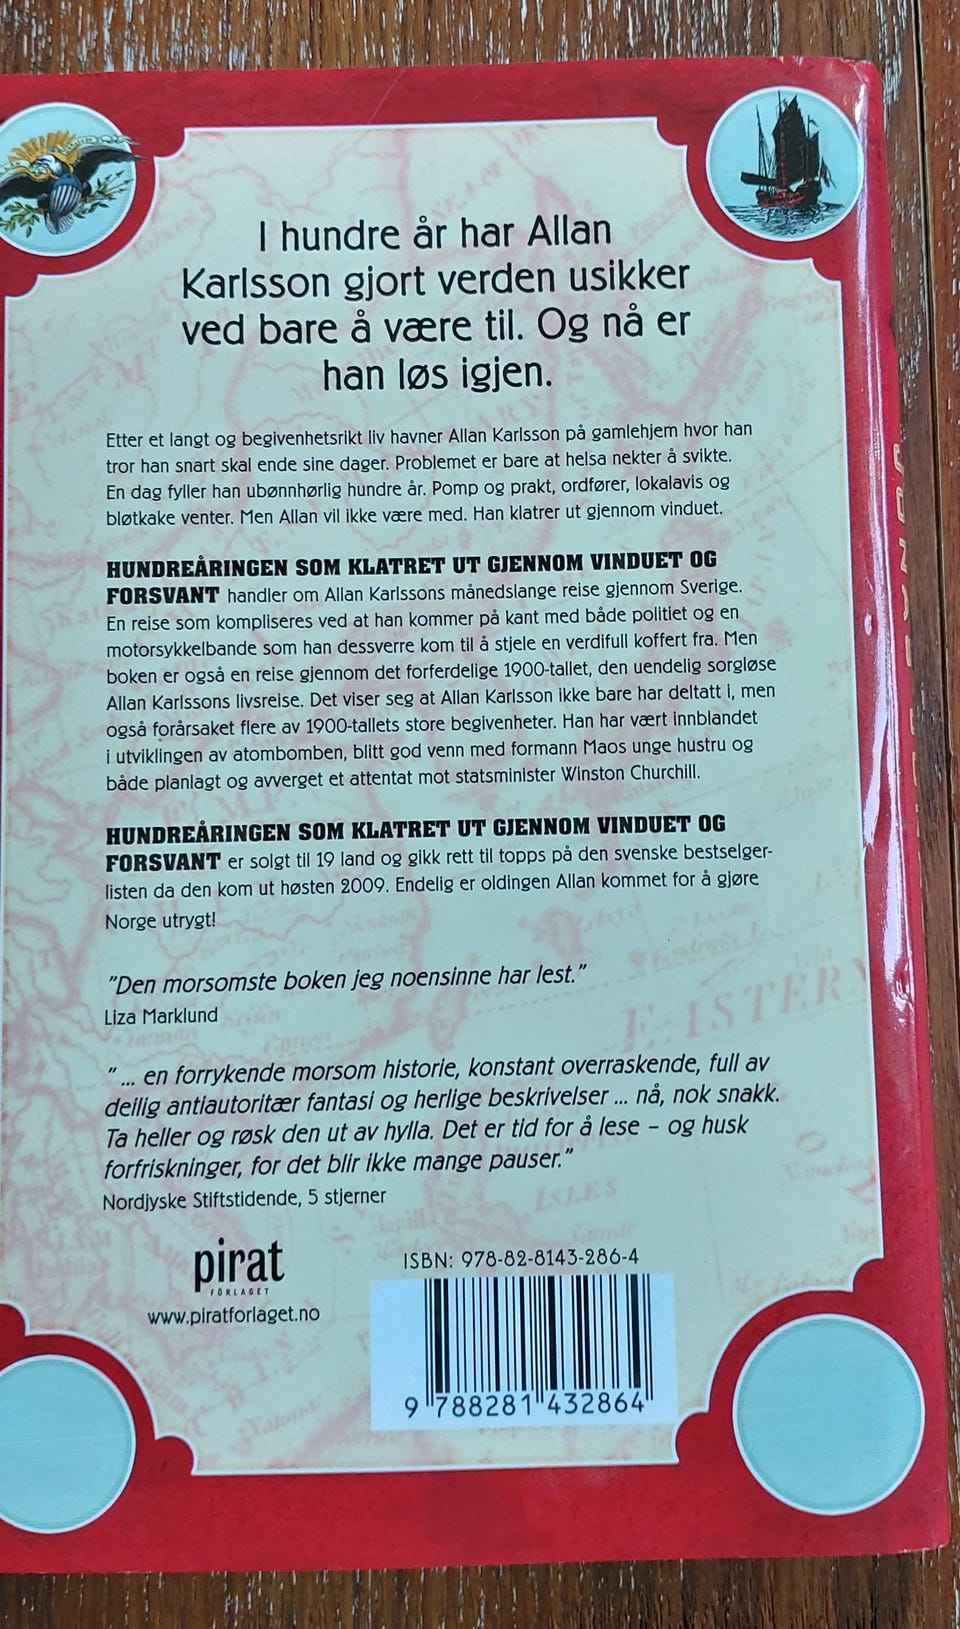 I hundre år har Allan
Karlsson gjort verden usikker
ved bare å være til. Og nå er
han løs igjen.
Etter et langt og begivenhetsrikt liv havner Allan Karlsson på gamlehjem hvor han
tror han snart skal ende sine dager. Problemet er bare at helsa nekter å svikte.
En dag fyller han ubønnhørlig hundre år. Pomp og prakt, ordfører, lokalavis og
bløtkake venter. Men Allan vil ikke være med. Han klatrer ut gjennom vinduet.
HUNDREÅRINGEN SOM KLATRET UT GJENNOM VINDUET OG
FORSVANT handler om Allan Karlssons månedslange reise gjennom Sverige.
En reise som kompliseres ved at han kommer på kant med både politiet og en
motorsykkelbande som han dessverre kom til å stjele en verdifull koffert fra. Men
boken er også en reise gjennom det forferdelige 1900-tallet, den uendelig sorgløse
Allan Karlssons livsreise. Det viser seg at Allan Karlsson ikke bare har deltatt i, men
også forårsaket flere av 1900-tallets store begivenheter. Han har vært innblandet
i utviklingen av atombomben, blitt god venn med formann Maos unge hustru og
både planlagt og avverget et attentat mot statsminister Winston Churchill.
HUNDREÅRINGEN SOM KLATRET UT GJENNOM VINDUET OG
FORSVANT er solgt til 19 land og gikk rett til topps på den svenske bestselger-
listen da den kom ut høsten 2009. Endelig er oldingen Allan kommet for å gjøre
Norge utrygt!
"Den morsomste boken jeg noensinne har lest."
Liza Marklund
"... en forrykende morsom historie, konstant overraskende, full av
deilig antiautoritær fantasi og herlige beskrivelser ... nå, nok snakk.
Ta heller og røsk den ut av hylla. Det er tid for å lese – og husk
forfriskninger, for det blir ikke mange pauser."
Nordjyske Stiftstidende, 5 stjerner
pirat
FORLAGET
www.piratforlaget.no
ISBN: 978-82-8143-286-4
9 788281 432864
EASTERN
ISLES